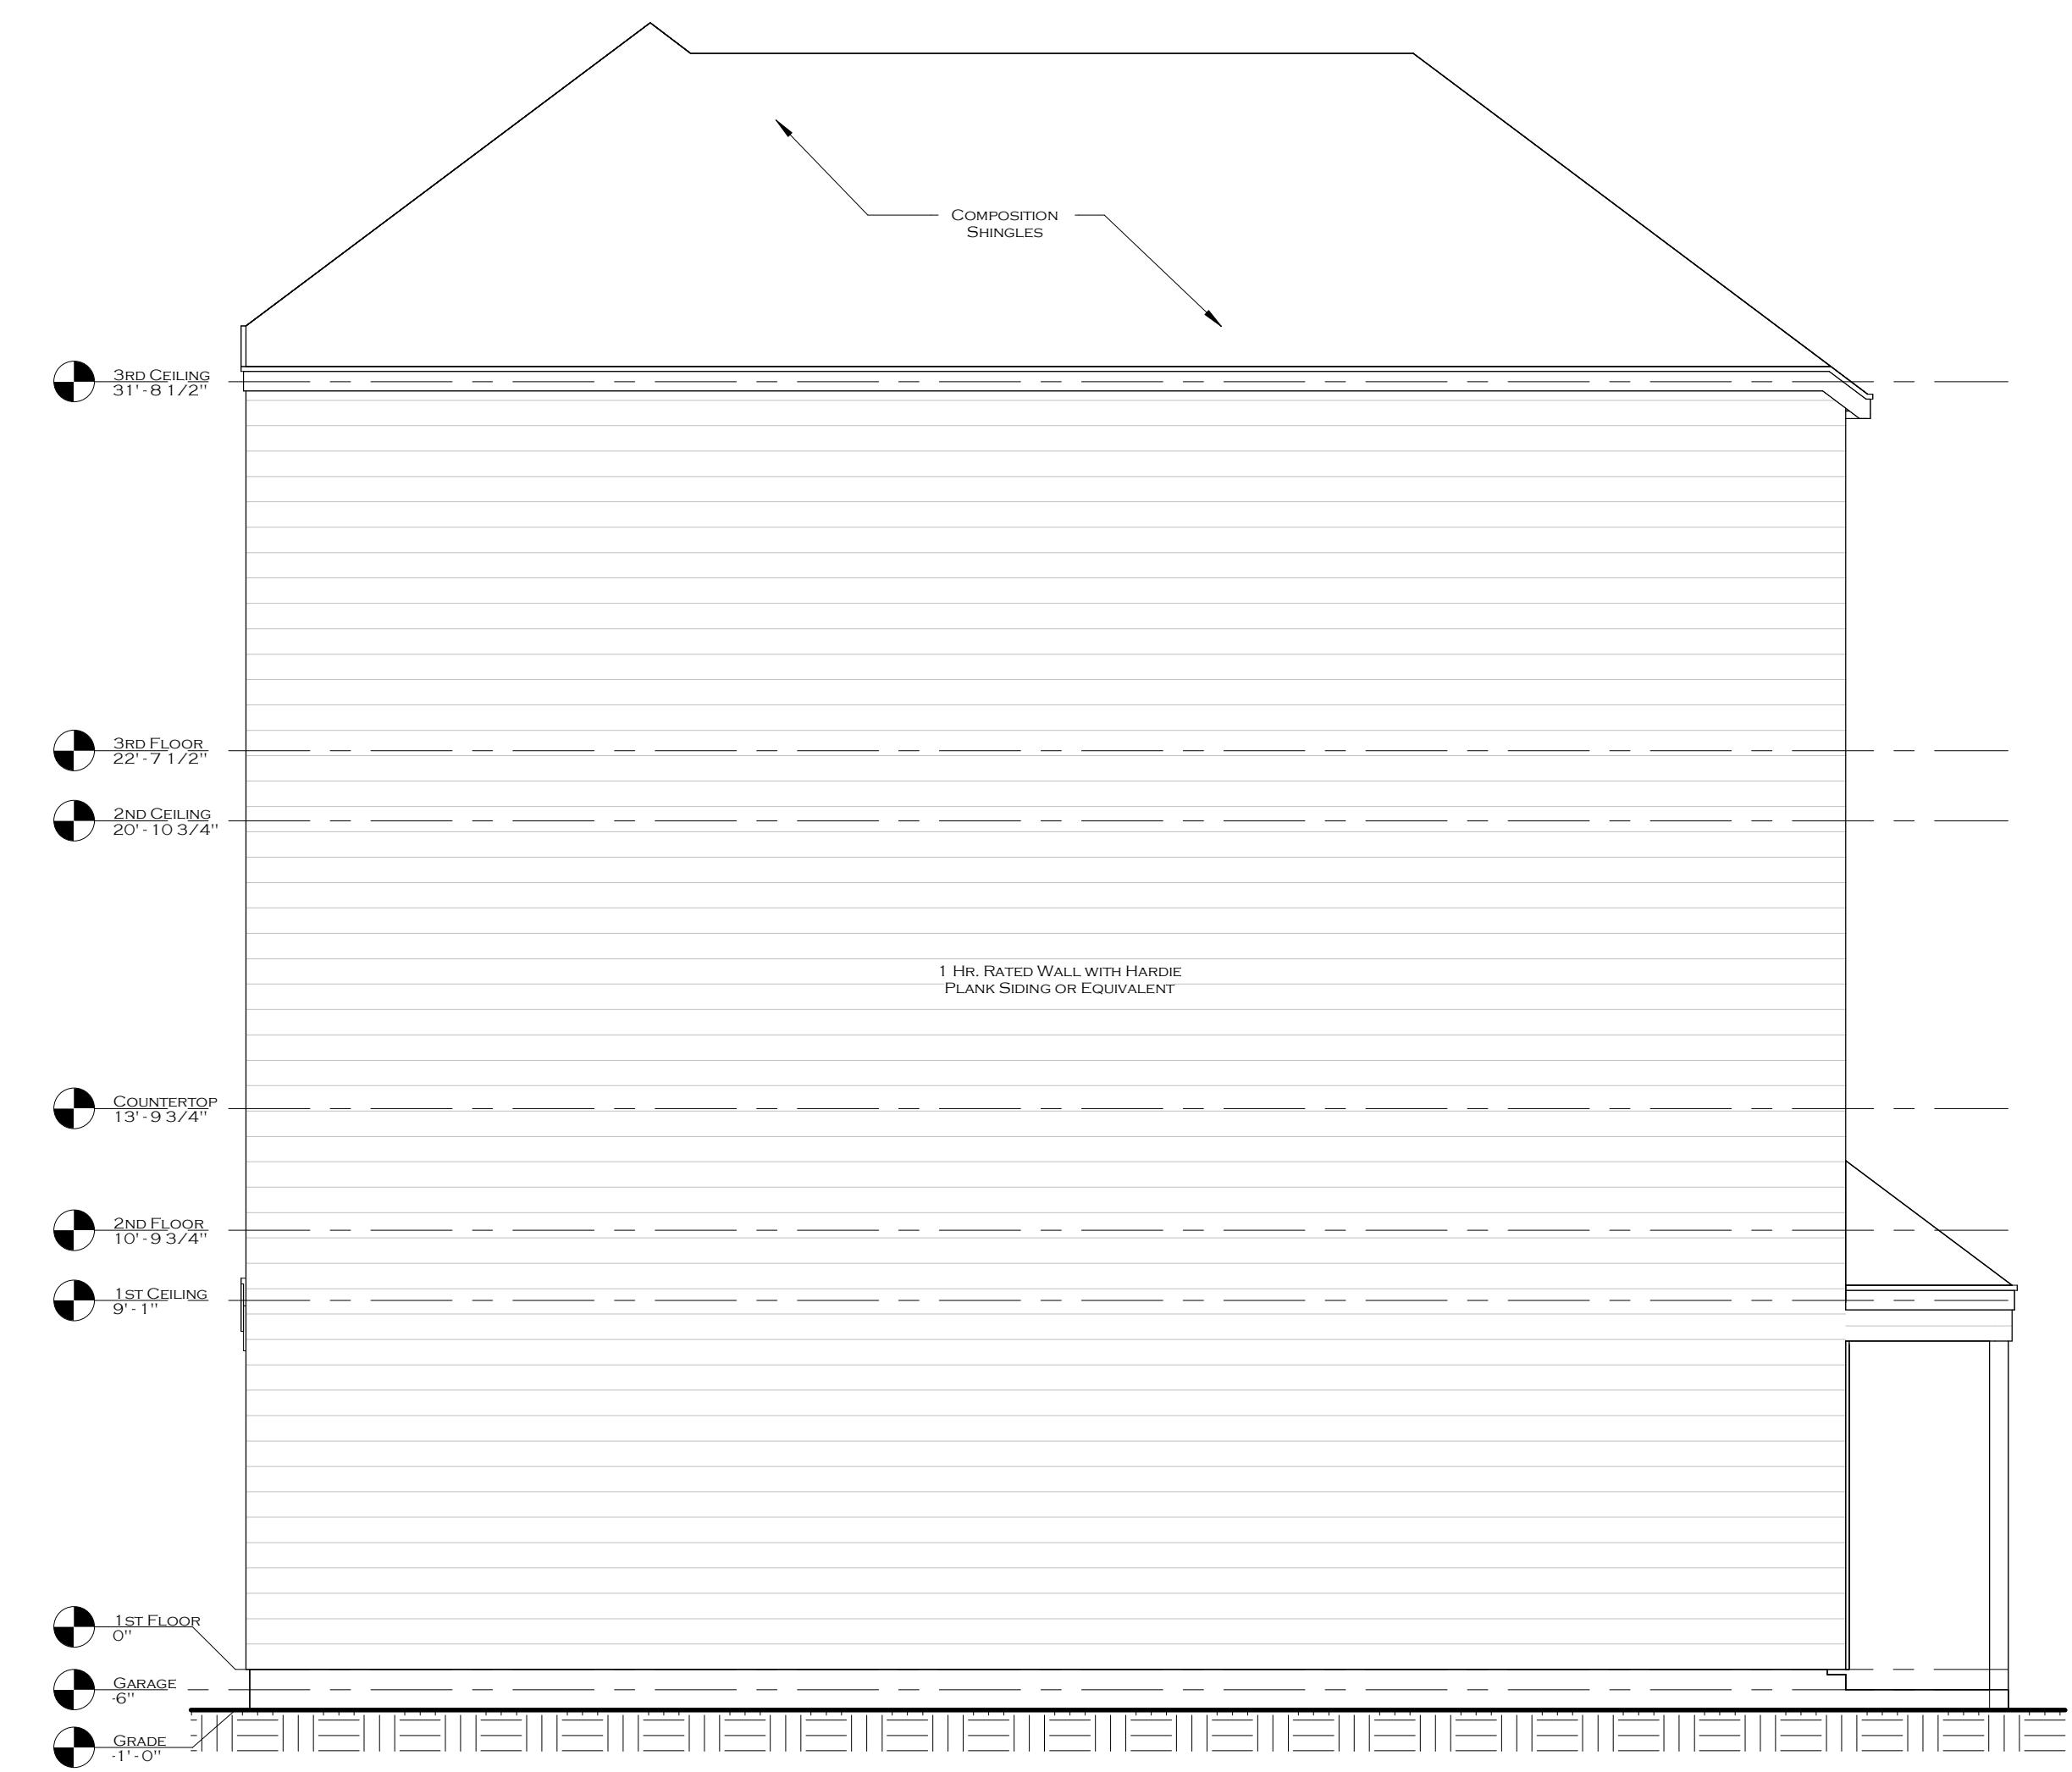 Composition
Shingles
3rd Ceiling
31'-8 1/2"
3rd Floor
22'-7 1/2"
2nd Ceiling
20'-10 3/4"
1 Hr. Rated Wall with Hardie
Plank Siding or Equivalent
Countertop
13'-9 3/4"
2nd Floor
10'-9 3/4"
1st Ceiling
9'-1"
1st Floor
0"
Garage
-6"
Grade
-1'-0"